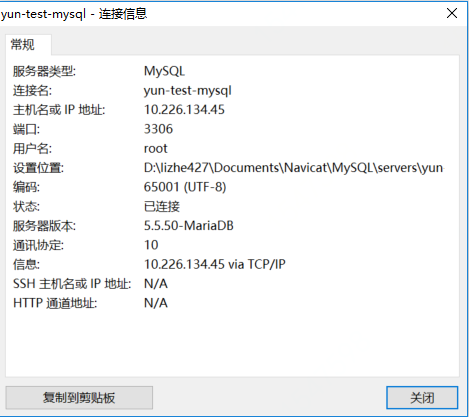 yun-test-mysql - 连接信息
常规
服务器类型: MySQL
连接名: yun-test-mysql
主机名或 IP 地址: 10.226.134.45
端口: 3306
用户名: root
设置位置: D:\lizhe427\Documents\Navicat\MySQL\servers\yun
编码: 65001 (UTF-8)
状态: 已连接
服务器版本: 5.5.50-MariaDB
通讯协定: 10
信息: 10.226.134.45 via TCP/IP
SSH 主机名或 IP 地址: N/A
HTTP 通道地址: N/A
复制到剪贴板 关闭